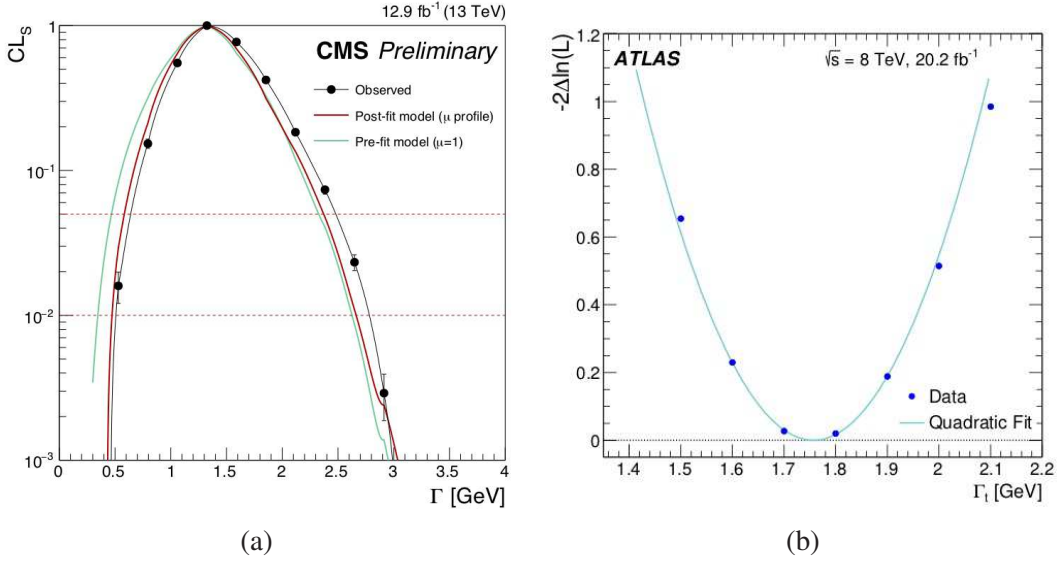 12.9 fb⁻¹ (13 TeV)
CMS Preliminary
Observed
Post-fit model (μ profile)
Pre-fit model (μ=1)
CLₛ
1
10⁻¹
10⁻²
10⁻³
0 0.5 1 1.5 2 2.5 3 3.5 4
Γ [GeV]
(a)
ATLAS
√s = 8 TeV, 20.2 fb⁻¹
-2Δln(L)
1.2
1
0.8
0.6
0.4
0.2
0
Data
Quadratic Fit
1.4 1.5 1.6 1.7 1.8 1.9 2 2.1 2.2
Γₜ [GeV]
(b)